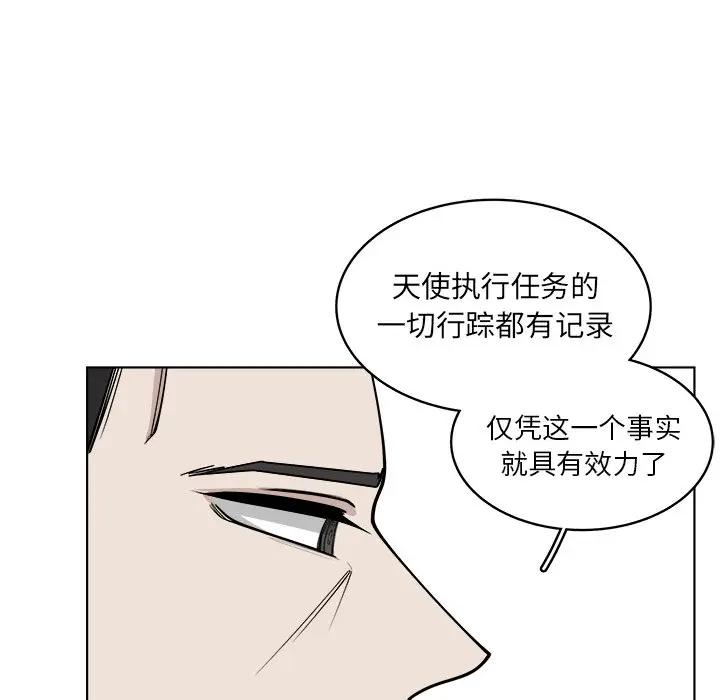 天使执行任务的
一切行踪都有记录
仅凭这一个事实
就具有效力了